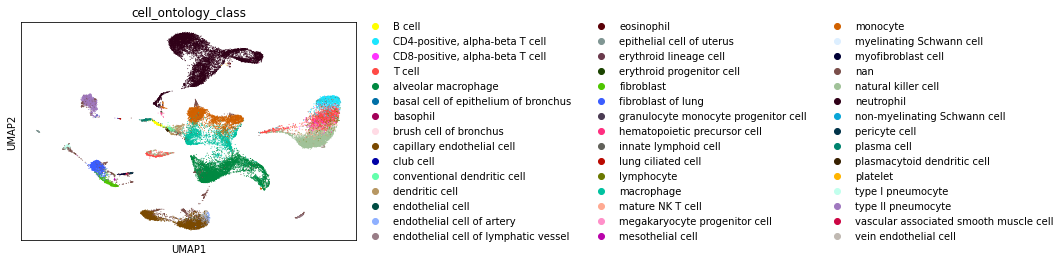 cell_ontology_class
UMAP2
UMAP1
B cell
CD4-positive, alpha-beta T cell
CD8-positive, alpha-beta T cell
T cell
alveolar macrophage
basal cell of epithelium of bronchus
basophil
brush cell of bronchus
capillary endothelial cell
club cell
conventional dendritic cell
dendritic cell
endothelial cell
endothelial cell of artery
endothelial cell of lymphatic vessel
eosinophil
epithelial cell of uterus
erythroid lineage cell
erythroid progenitor cell
fibroblast
fibroblast of lung
granulocyte monocyte progenitor cell
hematopoietic precursor cell
innate lymphoid cell
lung ciliated cell
lymphocyte
macrophage
mature NK T cell
megakaryocyte progenitor cell
mesothelial cell
monocyte
myelinating Schwann cell
myofibroblast cell
nan
natural killer cell
neutrophil
non-myelinating Schwann cell
pericyte cell
plasma cell
plasmacytoid dendritic cell
platelet
type I pneumocyte
type II pneumocyte
vascular associated smooth muscle cell
vein endothelial cell